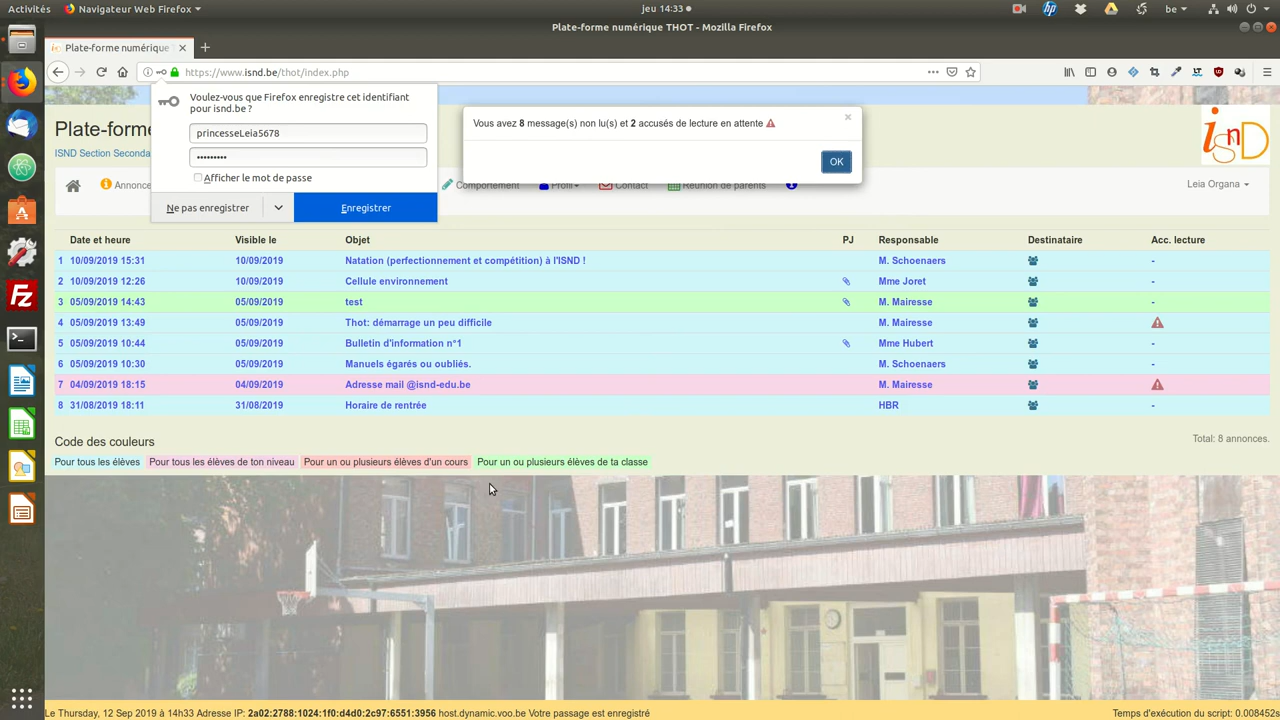 Activités Navigateur Web Firefox jeu 14:33 be
Plate-forme numérique THOT - Mozilla Firefox
Plate-forme numérique T
https://www.isnd.be/thot/index.php
Voulez-vous que Firefox enregistre cet identifiant
pour isnd.be ?
princesseLeia5678
•••••••••
Afficher le mot de passe
Ne pas enregistrer
Enregistrer
Vous avez 8 message(s) non lu(s) et 2 accusés de lecture en attente
×
OK
Plate-forme
ISND Section Seconda
isnD
Annonce Comportement Profil Contact Réunion de parents Leia Organa
Date et heure Visible le Objet PJ Responsable Destinataire Acc. lecture
1 10/09/2019 15:31 10/09/2019 Natation (perfectionnement et compétition) à l'ISND ! M. Schoenaers -
2 10/09/2019 12:26 10/09/2019 Cellule environnement Mme Joret -
3 05/09/2019 14:43 05/09/2019 test M. Mairesse -
4 05/09/2019 13:49 05/09/2019 Thot: démarrage un peu difficile M. Mairesse
5 05/09/2019 10:44 05/09/2019 Bulletin d'information n°1 Mme Hubert -
6 05/09/2019 10:30 05/09/2019 Manuels égarés ou oubliés. M. Schoenaers -
7 04/09/2019 18:15 04/09/2019 Adresse mail @isnd-edu.be M. Mairesse
8 31/08/2019 18:11 31/08/2019 Horaire de rentrée HBR -
Code des couleurs
Total: 8 annonces.
Pour tous les élèves Pour tous les élèves de ton niveau Pour un ou plusieurs élèves d'un cours Pour un ou plusieurs élèves de ta classe
Le Thursday, 12 Sep 2019 à 14h33 Adresse IP: 2a02:2788:1024:1f0:d4d0:2c97:6551:3956 host.dynamic.voo.be Votre passage est enregistré
Temps d'exécution du script: 0.008452s